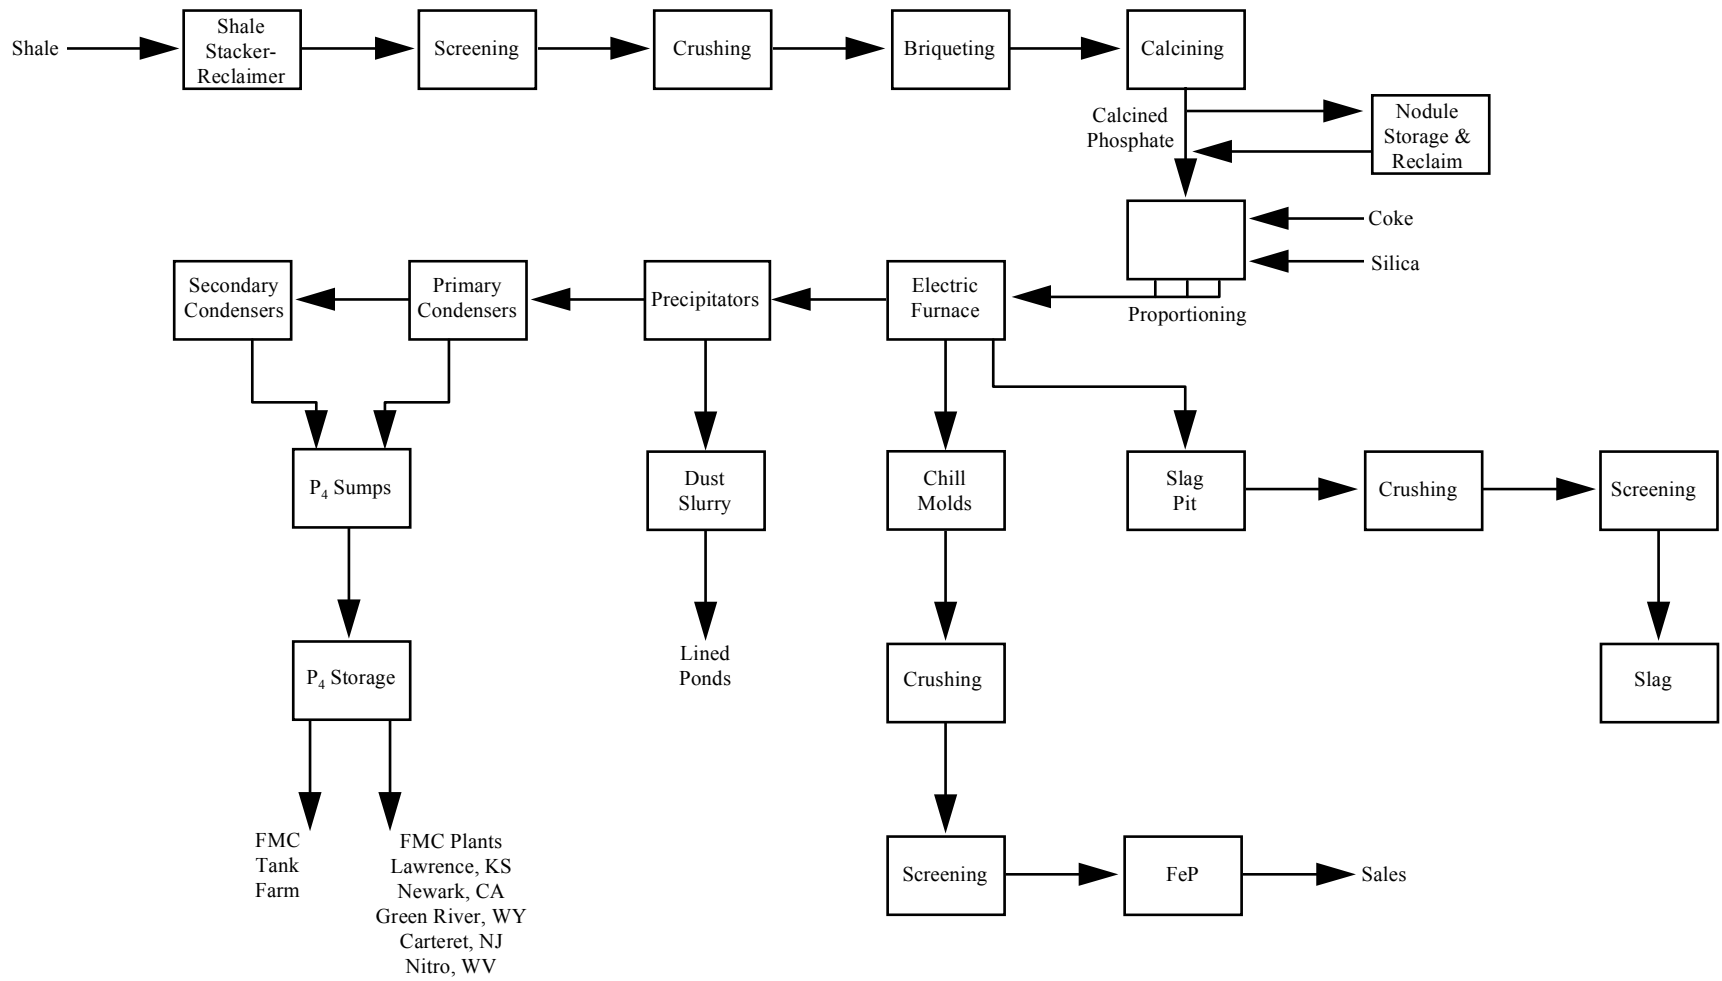 Shale
Shale
Stacker-
Reclaimer
Screening
Crushing
Briqueting
Calcining
Calcined
Phosphate
Nodule
Storage &
Reclaim
Coke
Silica
Proportioning
Secondary
Condensers
Primary
Condensers
Precipitators
Electric
Furnace
P₄ Sumps
Dust
Slurry
Chill
Molds
Slag
Pit
Crushing
Screening
P₄ Storage
Lined
Ponds
Crushing
Slag
FMC
Tank
Farm
FMC Plants
Lawrence, KS
Newark, CA
Green River, WY
Carteret, NJ
Nitro, WV
Screening
FeP
Sales